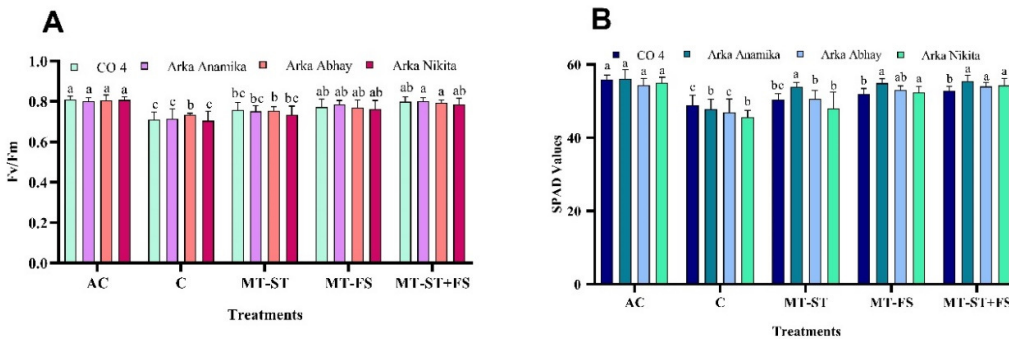 A
CO 4 Arka Anamika Arka Abhay Arka Nikita
1.0
0.8
0.6
0.4
0.2
0.0
Fv/Fm
a a a a
c c b c
bc bc b bc
ab ab ab ab
ab a a ab
AC C MT-ST MT-FS MT-ST+FS
Treatments
B
CO 4 Arka Anamika Arka Abhay Arka Nikita
60
40
20
0
SPAD Values
a a a a
c b c b
bc a b b
b a ab a
b a a a
AC C MT-ST MT-FS MT-ST+FS
Treatments